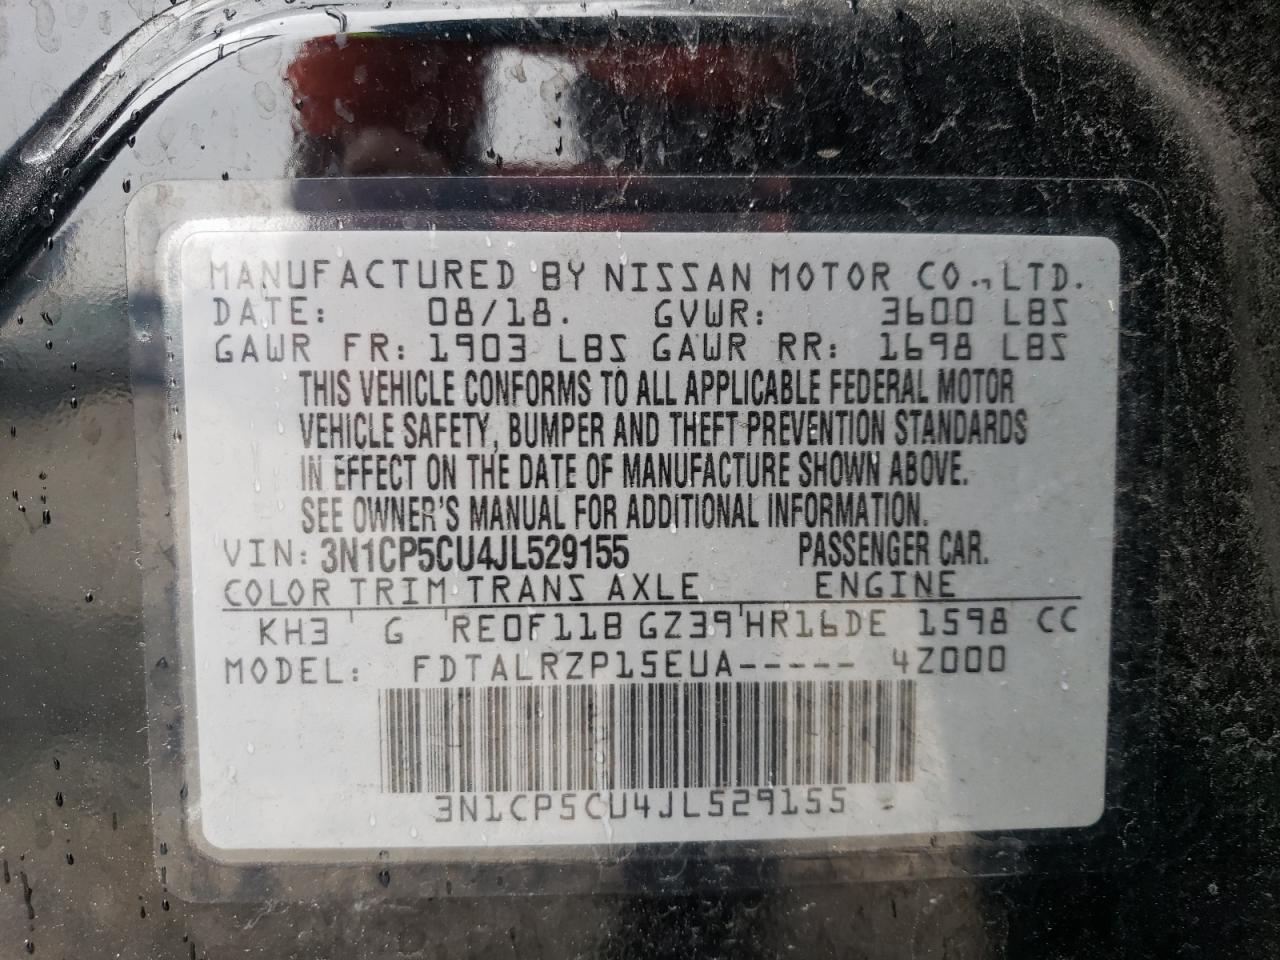 MANUFACTURED BY NISSAN MOTOR CO., LTD.
DATE: 08/18. GVWR: 3600 LBS
GAWR FR: 1903 LBS GAWR RR: 1698 LBS
THIS VEHICLE CONFORMS TO ALL APPLICABLE FEDERAL MOTOR
VEHICLE SAFETY, BUMPER AND THEFT PREVENTION STANDARDS
IN EFFECT ON THE DATE OF MANUFACTURE SHOWN ABOVE.
SEE OWNER'S MANUAL FOR ADDITIONAL INFORMATION.
VIN: 3N1CP5CU4JL529155 PASSENGER CAR.
COLOR TRIM TRANS AXLE ENGINE
KH3 ' G ' RE0F11B GZ39 ' HR16DE 1598 CC
MODEL: FDTALRZP15EUA----- 4Z000
3N1CP5CU4JL529155